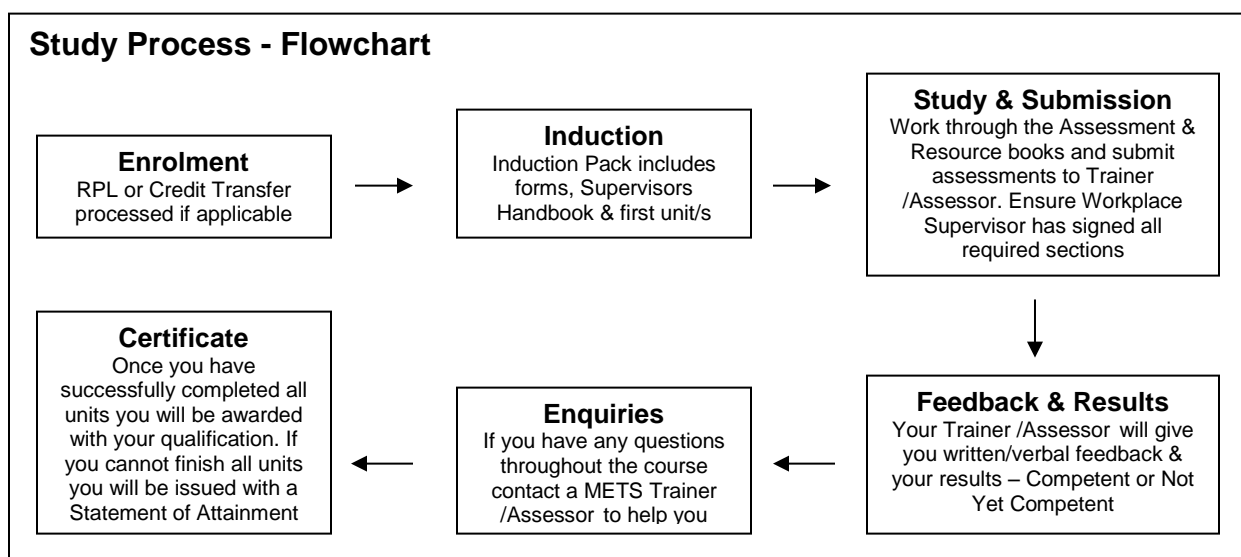 Study Process - Flowchart
Enrolment
RPL or Credit Transfer
processed if applicable
Induction
Induction Pack includes
forms, Supervisors
Handbook & first unit/s
Study & Submission
Work through the Assessment &
Resource books and submit
assessments to Trainer
/Assessor. Ensure Workplace
Supervisor has signed all
required sections
Feedback & Results
Your Trainer /Assessor will give
you written/verbal feedback &
your results – Competent or Not
Yet Competent
Enquiries
If you have any questions
throughout the course
contact a METS Trainer
/Assessor to help you
Certificate
Once you have
successfully completed all
units you will be awarded
with your qualification. If
you cannot finish all units
you will be issued with a
Statement of Attainment